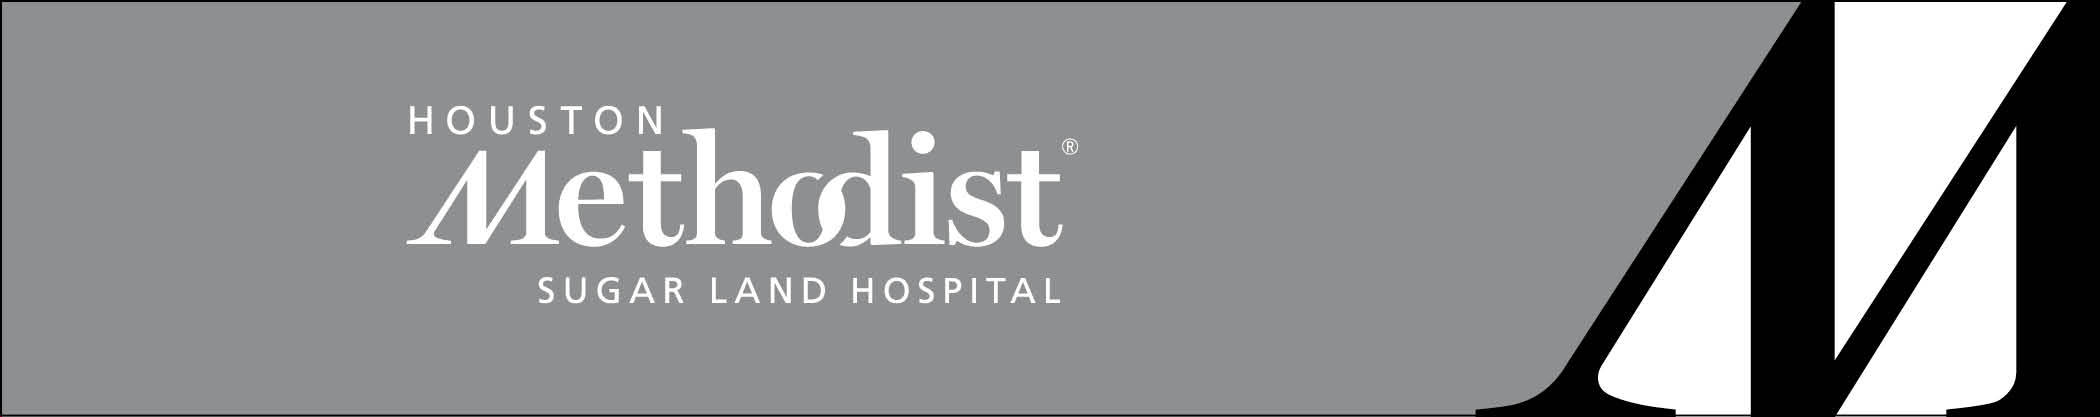 HOUSTON
Methodist®
SUGAR LAND HOSPITAL
M